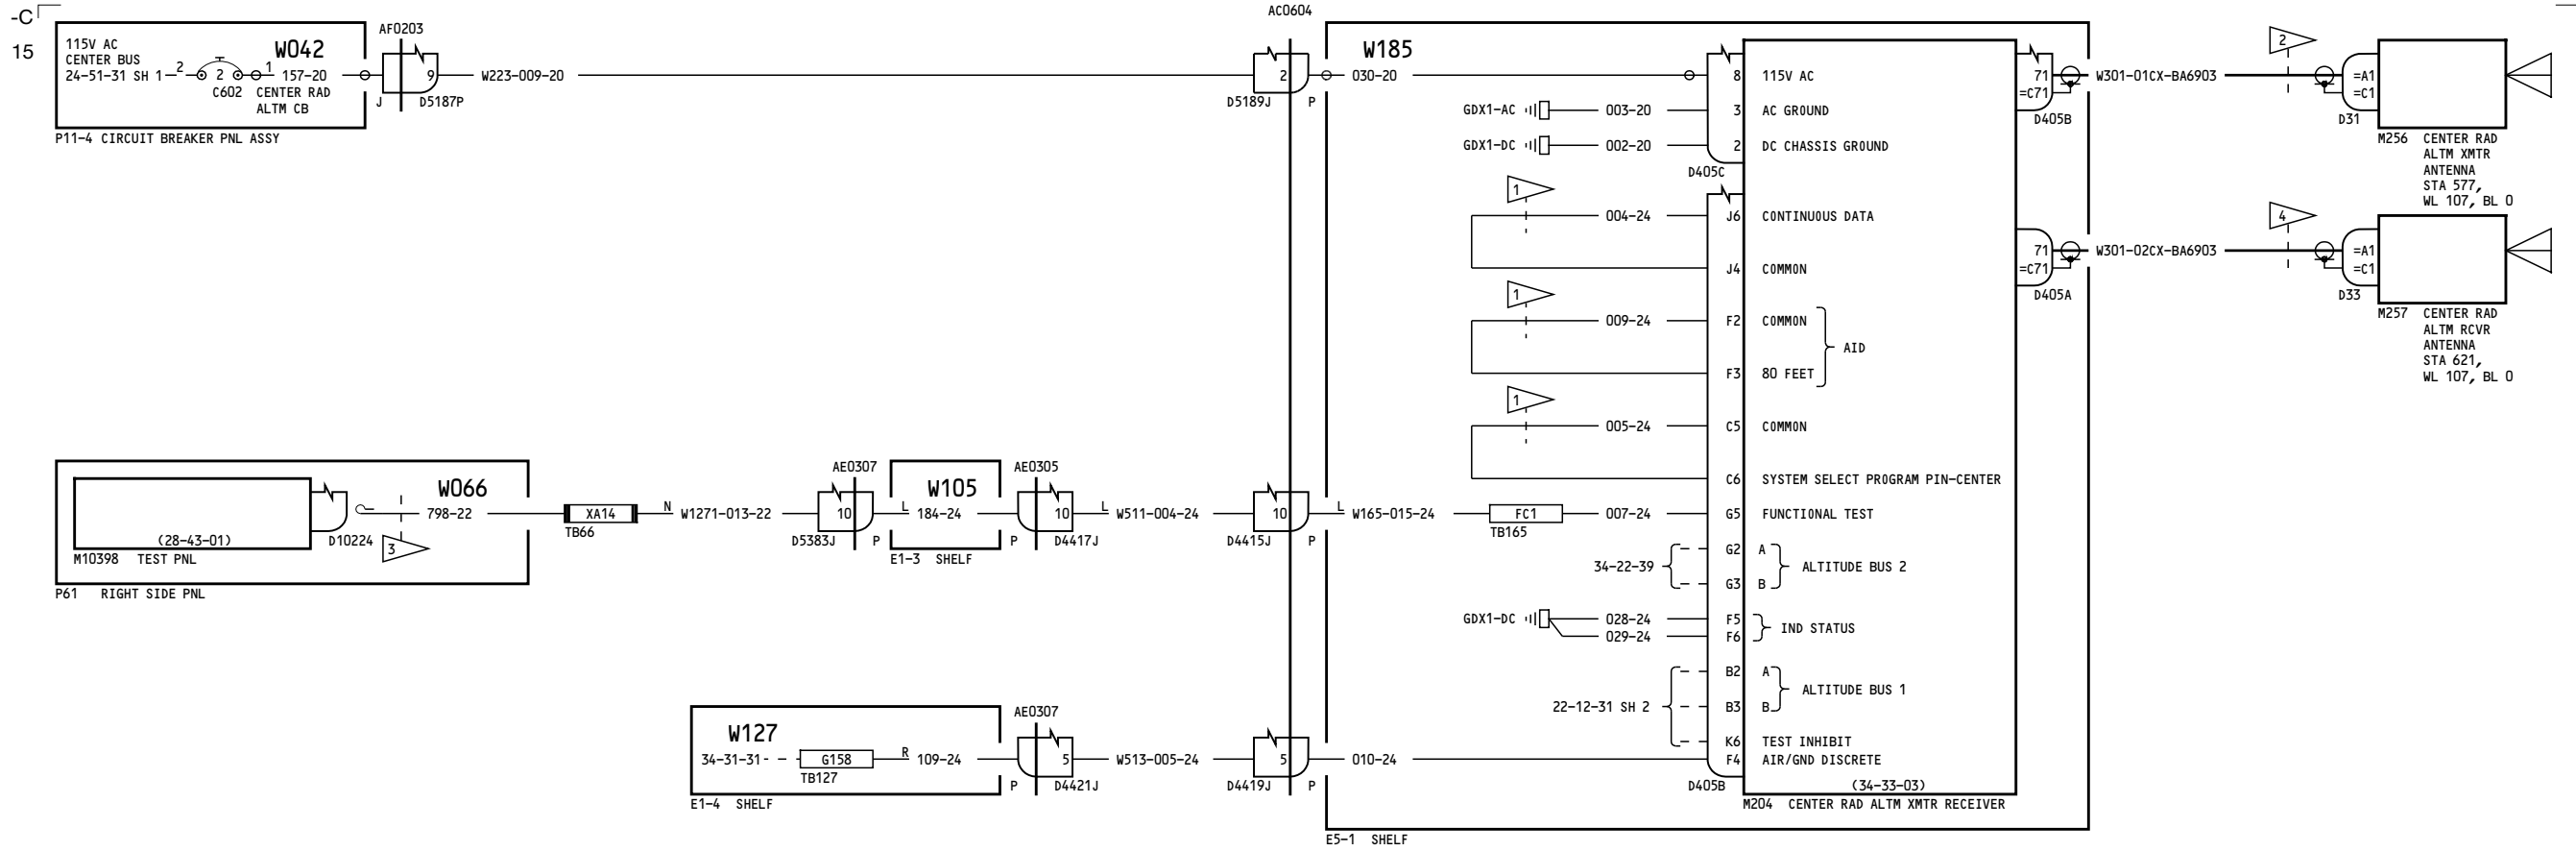 -C
15
115V AC
CENTER BUS
24-51-31 SH 1
2
2
C602
1
W042
157-20
CENTER RAD
ALTM CB
P11-4 CIRCUIT BREAKER PNL ASSY
AF0203
J
9
D5187P
W223-009-20
AC0604
2
D5189J
P
W185
030-20
8
115V AC
GDX1-AC
003-20
3
AC GROUND
GDX1-DC
002-20
2
DC CHASSIS GROUND
D405C
1
004-24
J6
CONTINUOUS DATA
J4
COMMON
1
009-24
F2
COMMON
AID
F3
80 FEET
1
005-24
C5
COMMON
C6
SYSTEM SELECT PROGRAM PIN-CENTER
71
=C71
D405B
W301-01CX-BA6903
2
=A1
=C1
D31
M256 CENTER RAD
ALTM XMTR
ANTENNA
STA 577,
WL 107, BL 0
71
=C71
D405A
W301-02CX-BA6903
4
=A1
=C1
D33
M257 CENTER RAD
ALTM RCVR
ANTENNA
STA 621,
WL 107, BL 0
(28-43-01)
M10398 TEST PNL
D10224
W066
798-22
3
P61 RIGHT SIDE PNL
XA14
TB66
N
W1271-013-22
AE0307
10
D5383J
P
L
W105
184-24
E1-3 SHELF
AE0305
P
10
D4417J
L
W511-004-24
10
D4415J
P
L
W165-015-24
FC1
TB165
007-24
G5
FUNCTIONAL TEST
34-22-39
G2
A
G3
B
ALTITUDE BUS 2
GDX1-DC
028-24
029-24
F5
F6
IND STATUS
22-12-31 SH 2
B2
A
B3
B
ALTITUDE BUS 1
K6
TEST INHIBIT
W127
34-31-31
G158
TB127
R
109-24
E1-4 SHELF
AE0307
P
5
D4421J
W513-005-24
5
D4419J
P
010-24
F4
AIR/GND DISCRETE
D405B
(34-33-03)
M204 CENTER RAD ALTM XMTR RECEIVER
E5-1 SHELF